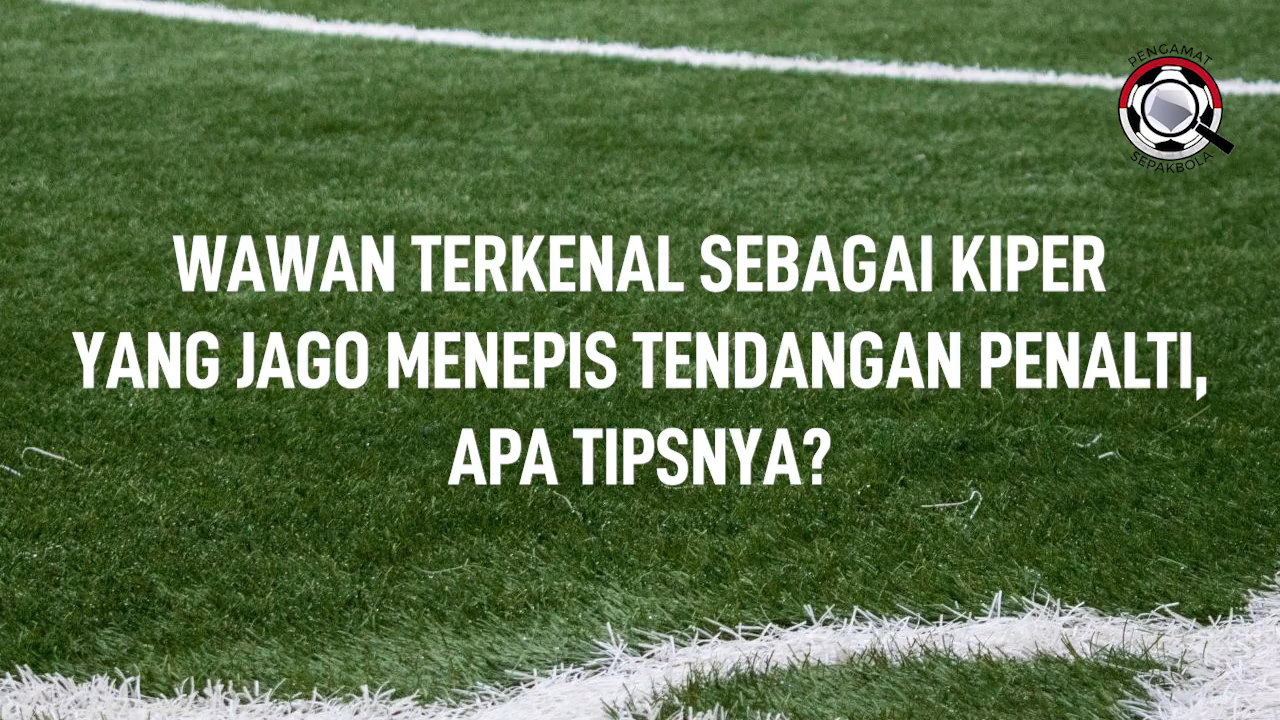 PENGAMAT
SEPAKBOLA
WAWAN TERKENAL SEBAGAI KIPER
YANG JAGO MENEPIS TENDANGAN PENALTI,
APA TIPSNYA?